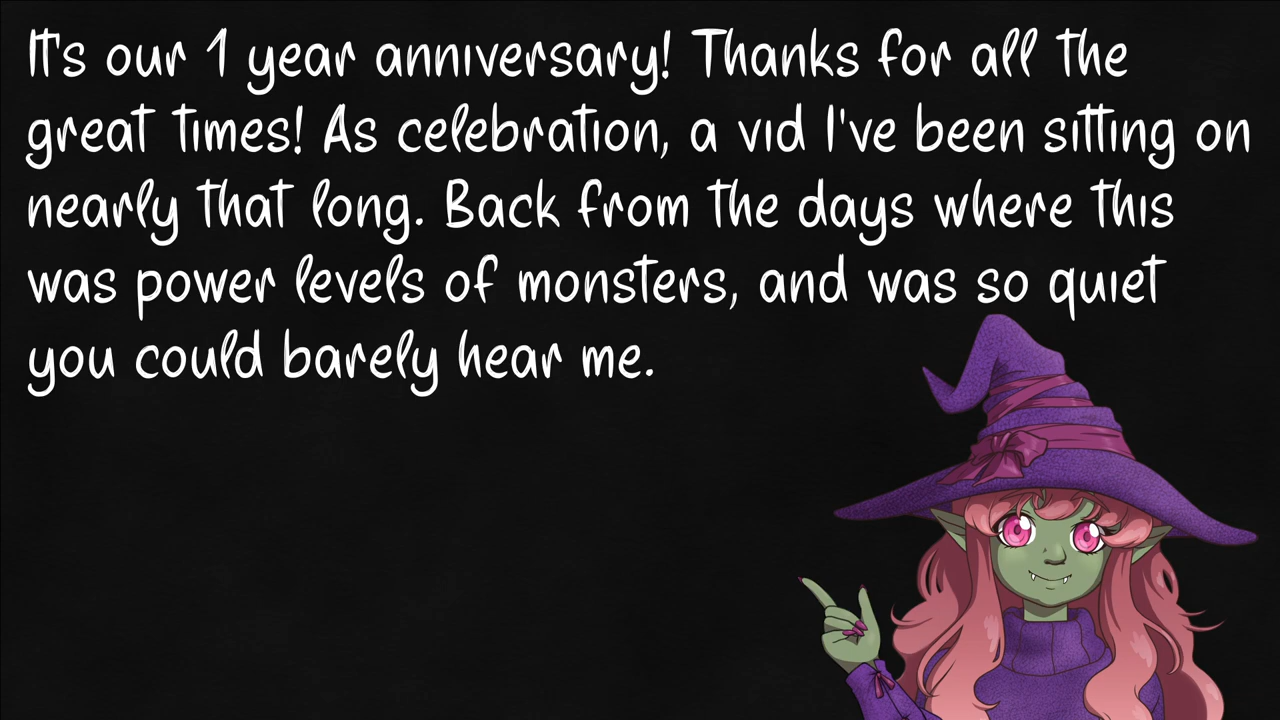 It's our 1 year anniversary! Thanks for all the
great times! As celebration, a vid I've been sitting on
nearly that long. Back from the days where this
was power levels of monsters, and was so quiet
you could barely hear me.